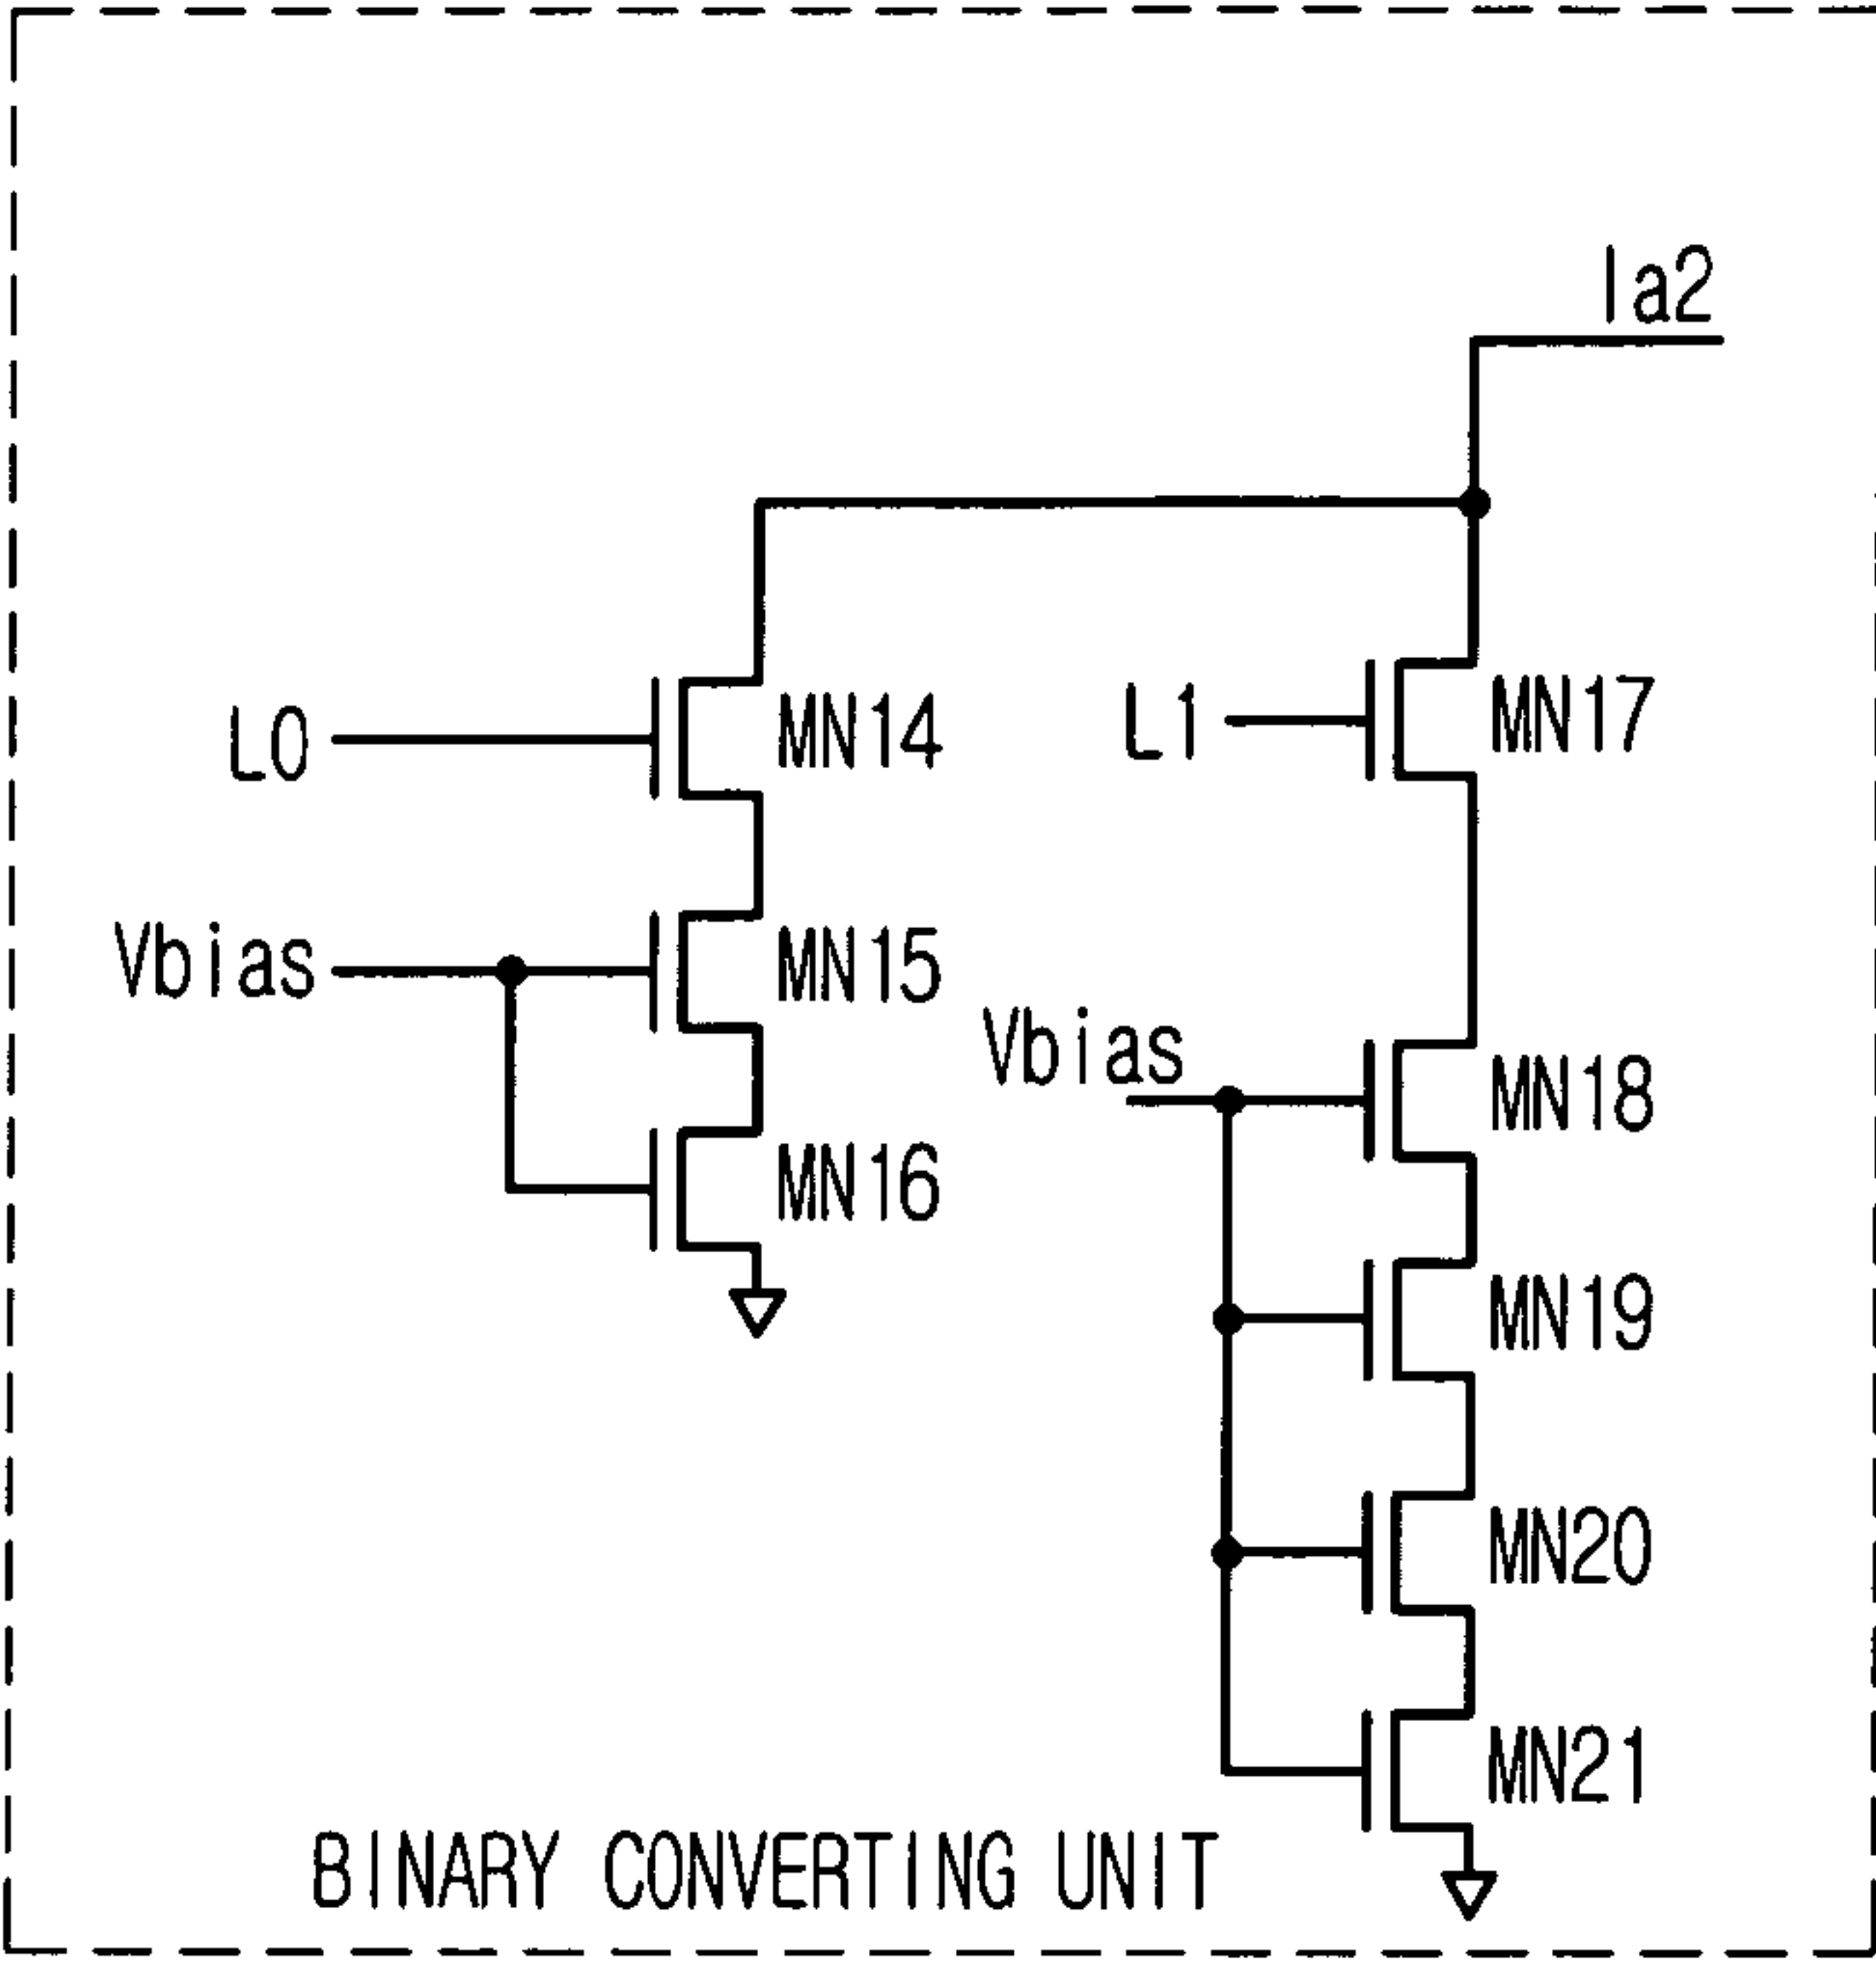 Ia2
L0
MN14
L1
MN17
Vbias
MN15
Vbias
MN18
MN16
MN19
MN20
MN21
BINARY CONVERTING UNIT